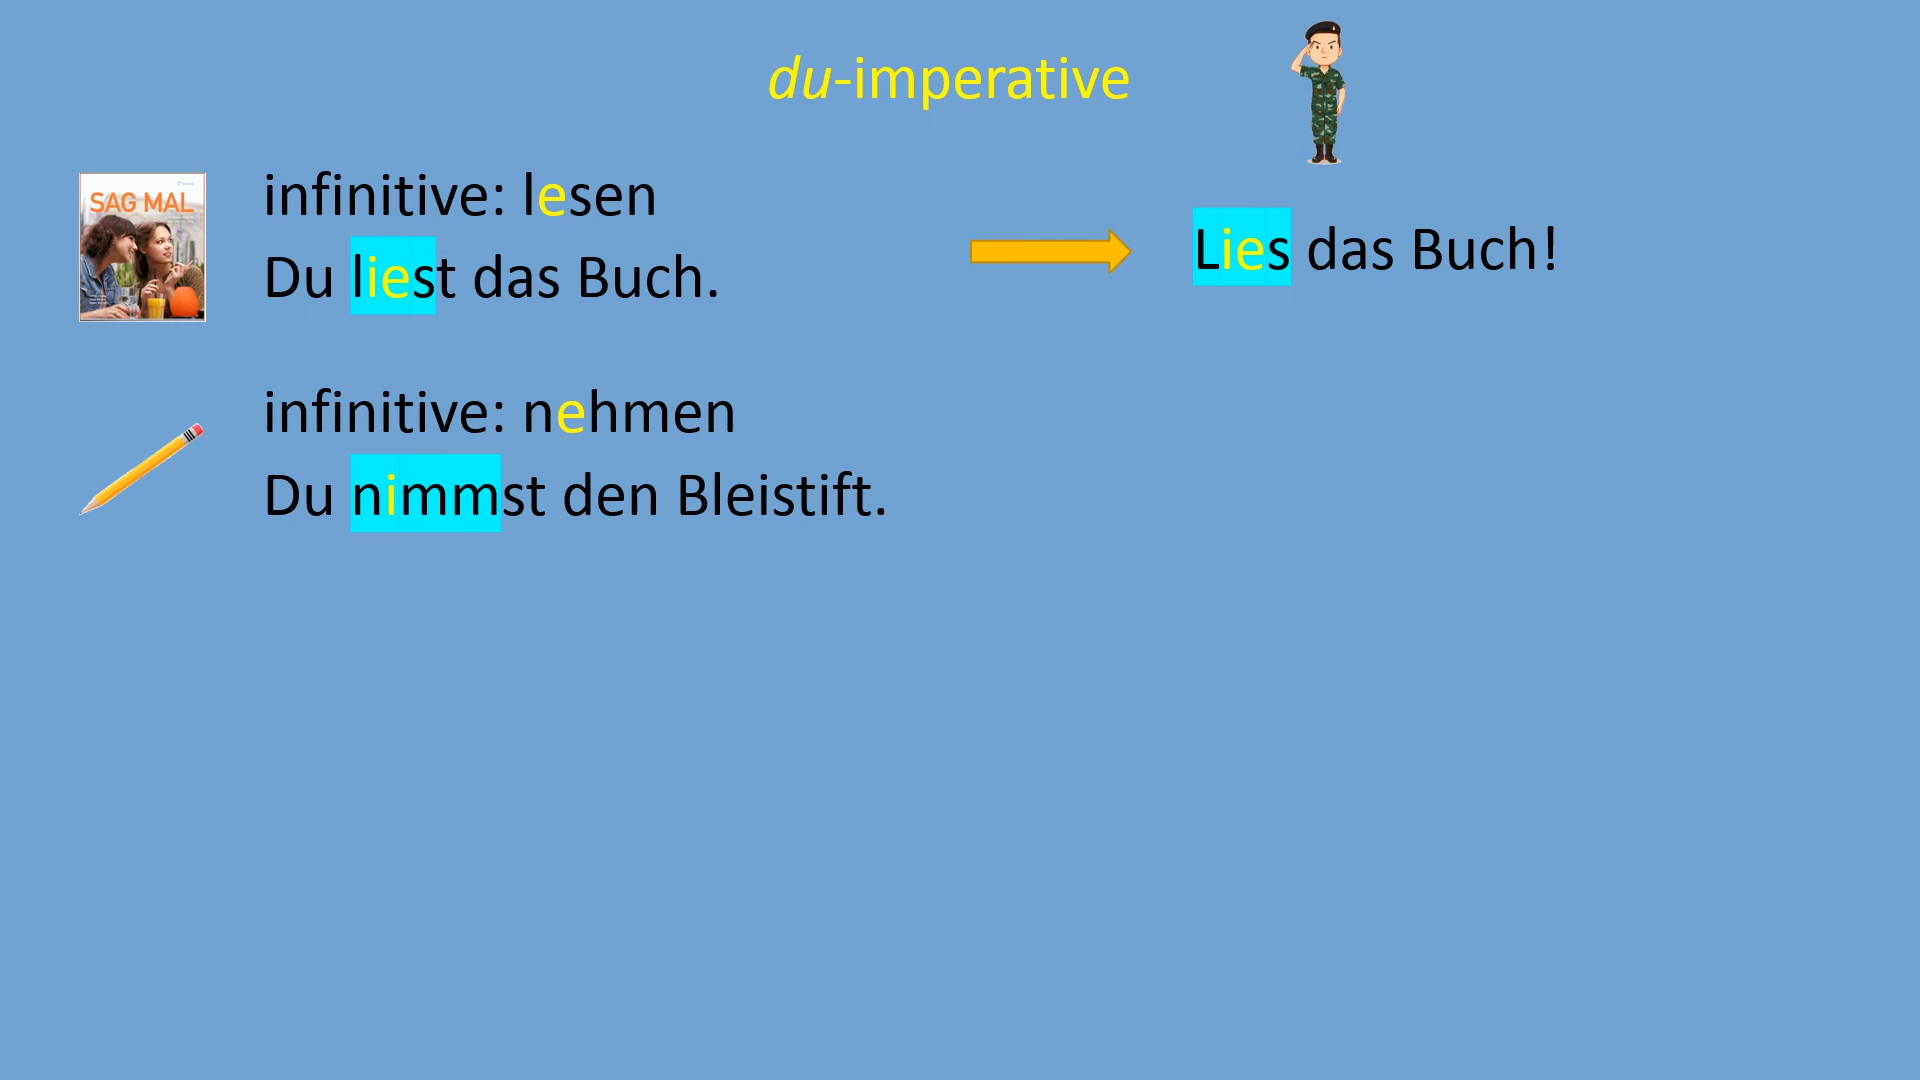 du-imperative
infinitive: lesen
Du liest das Buch.
Lies das Buch!
SAG MAL
infinitive: nehmen
Du nimmst den Bleistift.